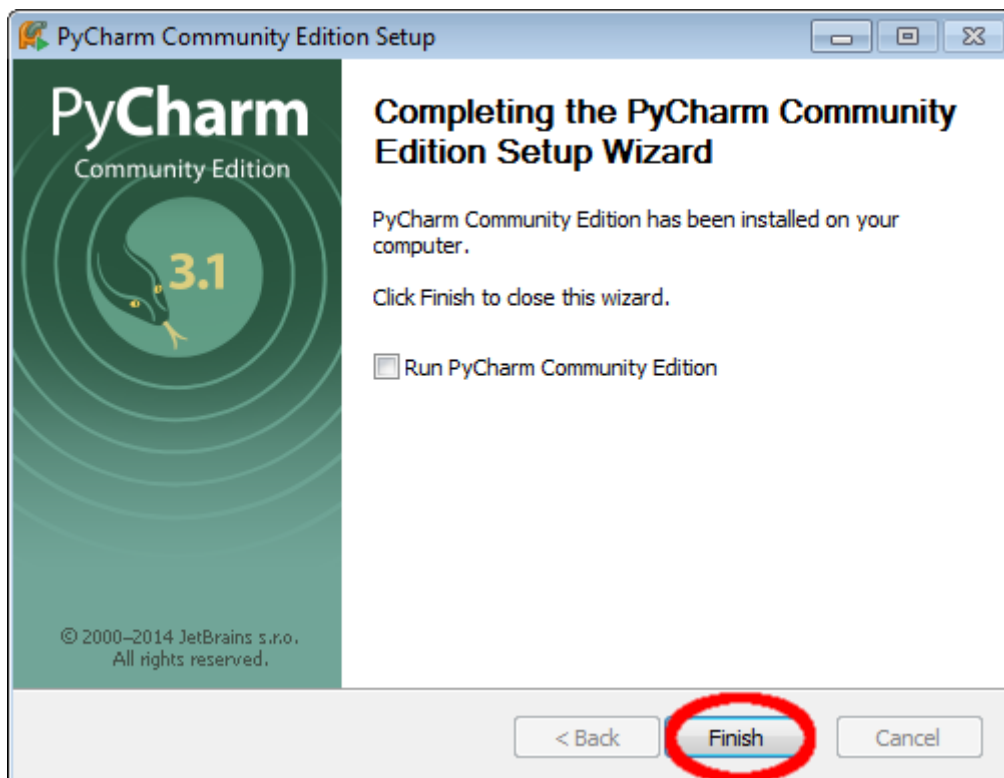 PyCharm Community Edition Setup
PyCharm
Community Edition
3.1
© 2000–2014 JetBrains s.r.o.
All rights reserved.
Completing the PyCharm Community
Edition Setup Wizard
PyCharm Community Edition has been installed on your
computer.
Click Finish to close this wizard.
Run PyCharm Community Edition
< Back
Finish
Cancel